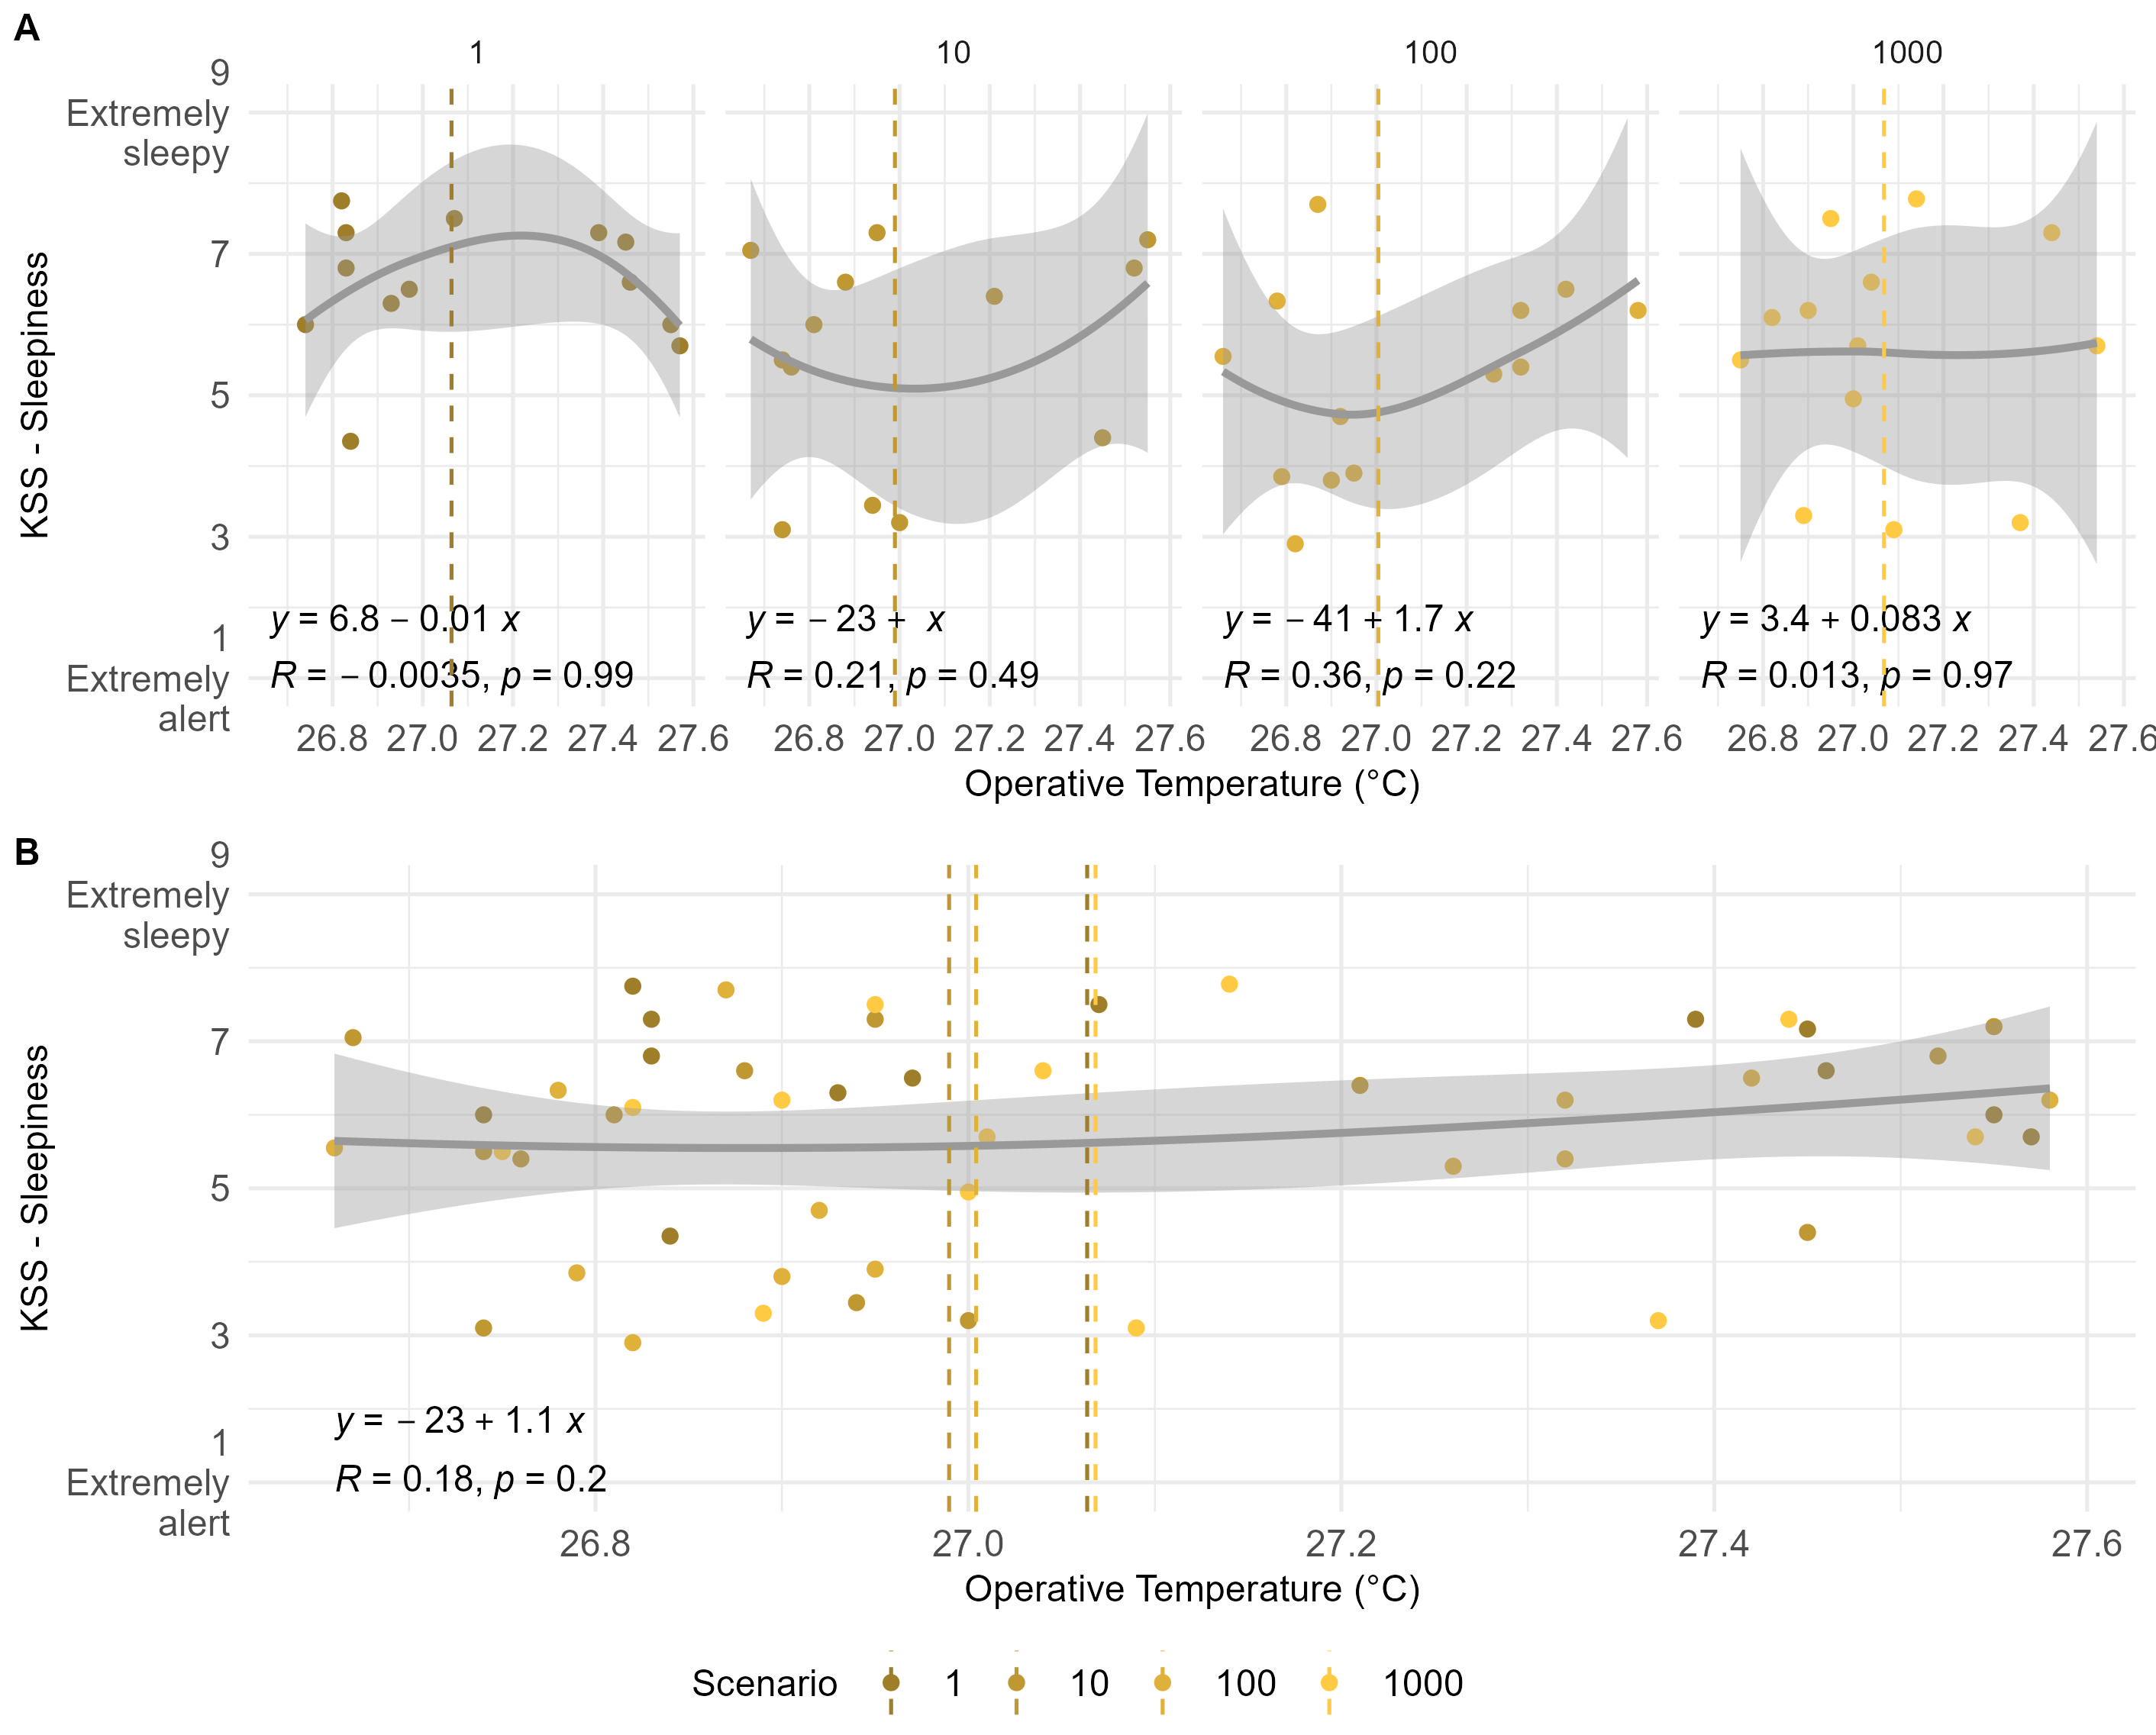 A
1 10 100 1000
9
Extremely
sleepy
7
5
3
1
Extremely
alert
KSS - Sleepiness
y = 6.8 − 0.01 x
R = − 0.0035, p = 0.99
y = − 23 + x
R = 0.21, p = 0.49
y = − 41 + 1.7 x
R = 0.36, p = 0.22
y = 3.4 + 0.083 x
R = 0.013, p = 0.97
26.8 27.0 27.2 27.4 27.6 26.8 27.0 27.2 27.4 27.6 26.8 27.0 27.2 27.4 27.6 26.8 27.0 27.2 27.4 27.6
Operative Temperature (°C)
B
9
Extremely
sleepy
7
5
3
1
Extremely
alert
KSS - Sleepiness
y = − 23 + 1.1 x
R = 0.18, p = 0.2
26.8 27.0 27.2 27.4 27.6
Operative Temperature (°C)
Scenario 1 10 100 1000